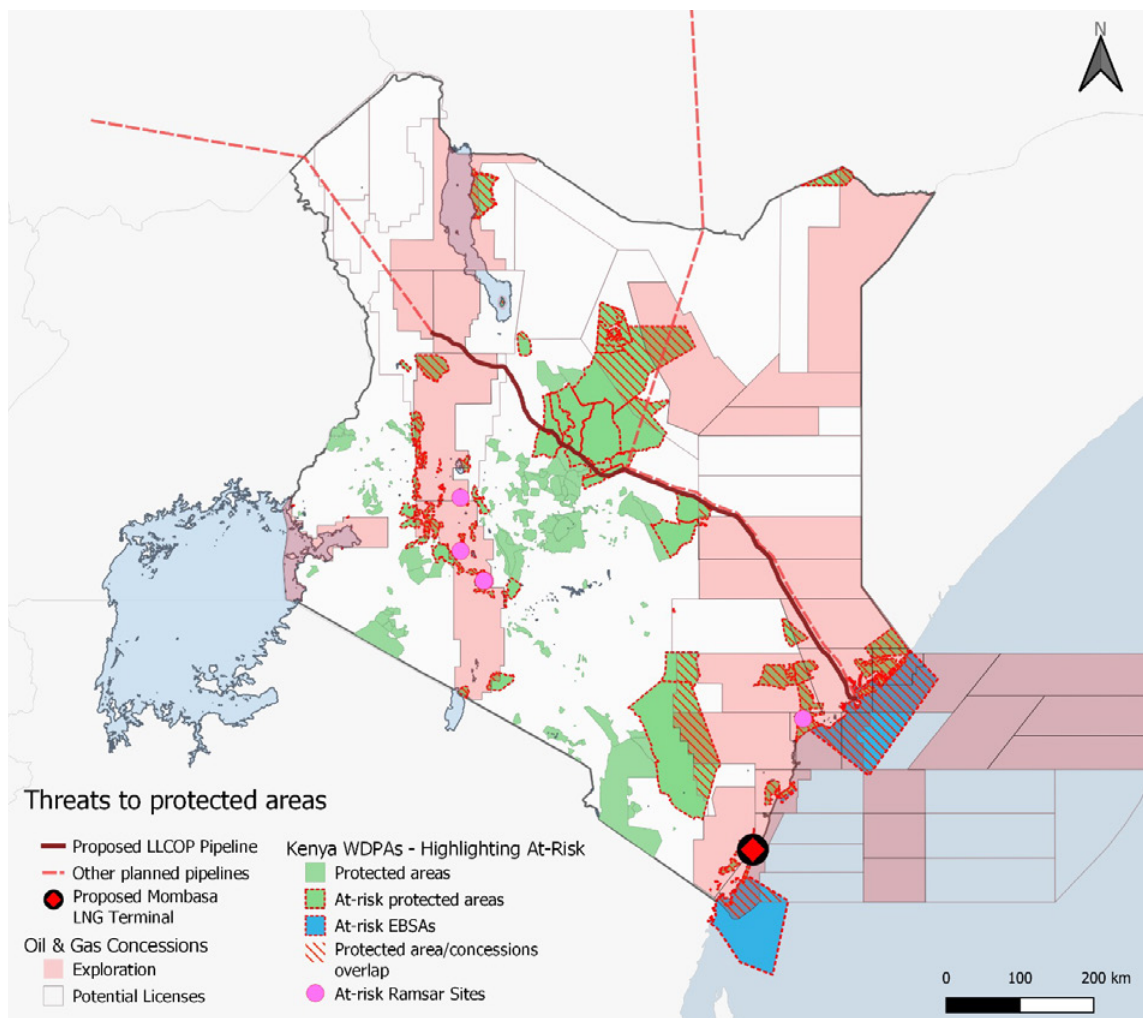 N
Threats to protected areas
Proposed LLCOP Pipeline
Other planned pipelines
Proposed Mombasa
LNG Terminal
Oil & Gas Concessions
Exploration
Potential Licenses
Kenya WDPAs - Highlighting At-Risk
Protected areas
At-risk protected areas
At-risk EBSAs
Protected area/concessions
overlap
At-risk Ramsar Sites
0 100 200 km